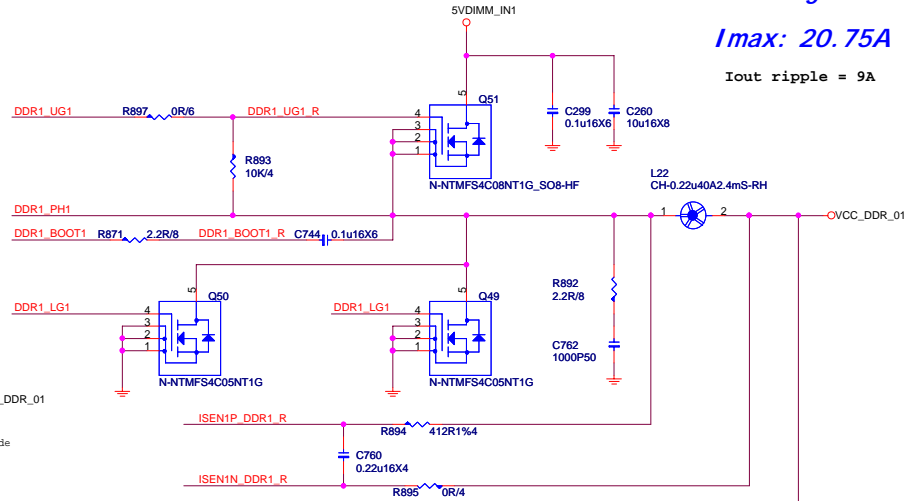 5VDIMM_IN1
Imax: 20.75A
Iout ripple = 9A
5
Q51
DDR1_UG1
R897
0R/6
DDR1_UG1_R
4
3
2
1
C299
0.1u16X6
C260
10u16X8
R893
10K/4
N-NTMFS4C08NT1G_SO8-HF
L22
CH-0.22u40A2.4mS-RH
DDR1_PH1
1
2
VCC_DDR_01
DDR1_BOOT1
R871
2.2R/8
DDR1_BOOT1_R
C744
0.1u16X6
5
Q50
5
Q49
R892
2.2R/8
DDR1_LG1
4
3
2
1
DDR1_LG1
4
3
2
1
C762
1000P50
N-NTMFS4C05NT1G
N-NTMFS4C05NT1G
_DDR_01
ISEN1P_DDR1_R
R894
412R1%4
de
C760
0.22u16X4
ISEN1N_DDR1_R
R895
0R/4